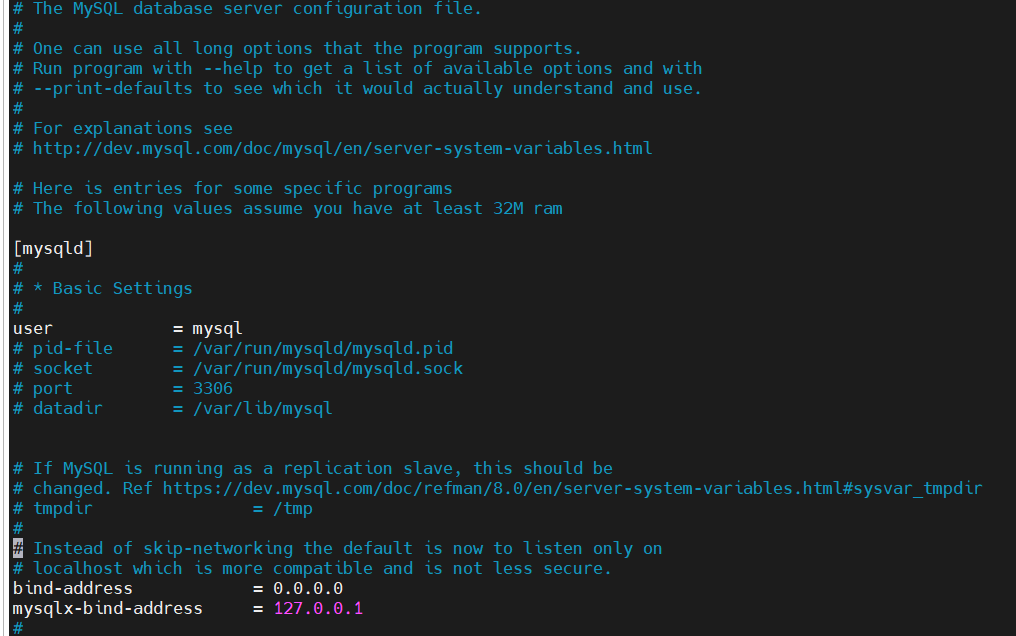 # The MySQL database server configuration file.
#
# One can use all long options that the program supports.
# Run program with --help to get a list of available options and with
# --print-defaults to see which it would actually understand and use.
#
# For explanations see
# http://dev.mysql.com/doc/mysql/en/server-system-variables.html
# Here is entries for some specific programs
# The following values assume you have at least 32M ram
[mysqld]
#
# * Basic Settings
#
user            = mysql
# pid-file      = /var/run/mysqld/mysqld.pid
# socket        = /var/run/mysqld/mysqld.sock
# port          = 3306
# datadir       = /var/lib/mysql
# If MySQL is running as a replication slave, this should be
# changed. Ref https://dev.mysql.com/doc/refman/8.0/en/server-system-variables.html#sysvar_tmpdir
# tmpdir                = /tmp
#
# Instead of skip-networking the default is now to listen only on
# localhost which is more compatible and is not less secure.
bind-address            = 0.0.0.0
mysqlx-bind-address     = 127.0.0.1
#